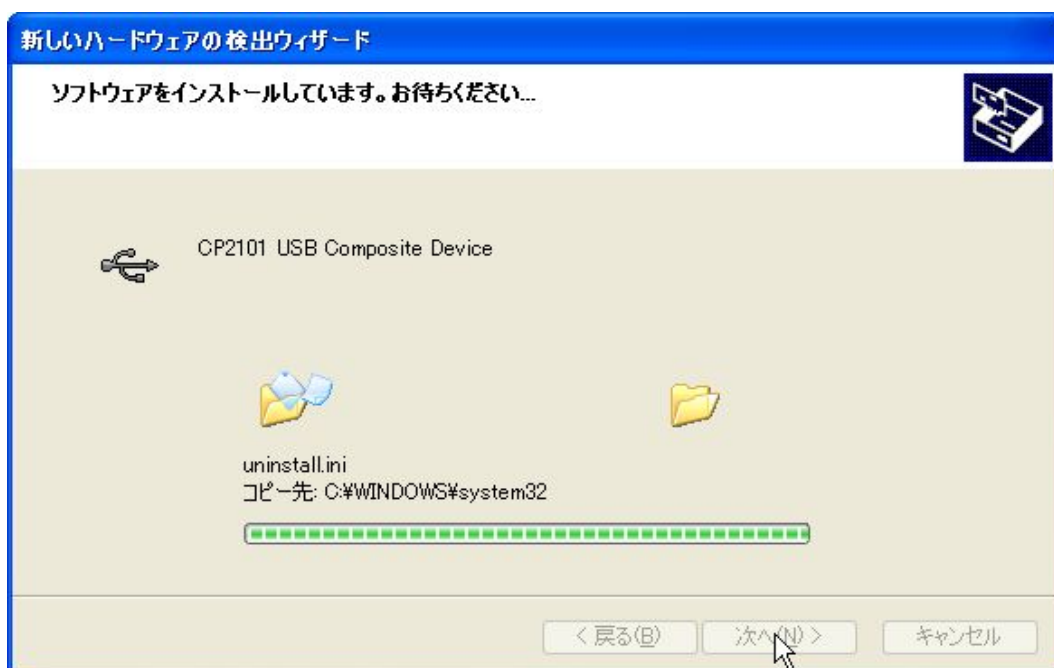 新しいハードウェアの検出ウィザード
ソフトウェアをインストールしています。お待ちください...
CP2101 USB Composite Device
uninstall.ini
コピー先: C:¥WINDOWS¥system32
< 戻る(B) 次へ(N) > キャンセル